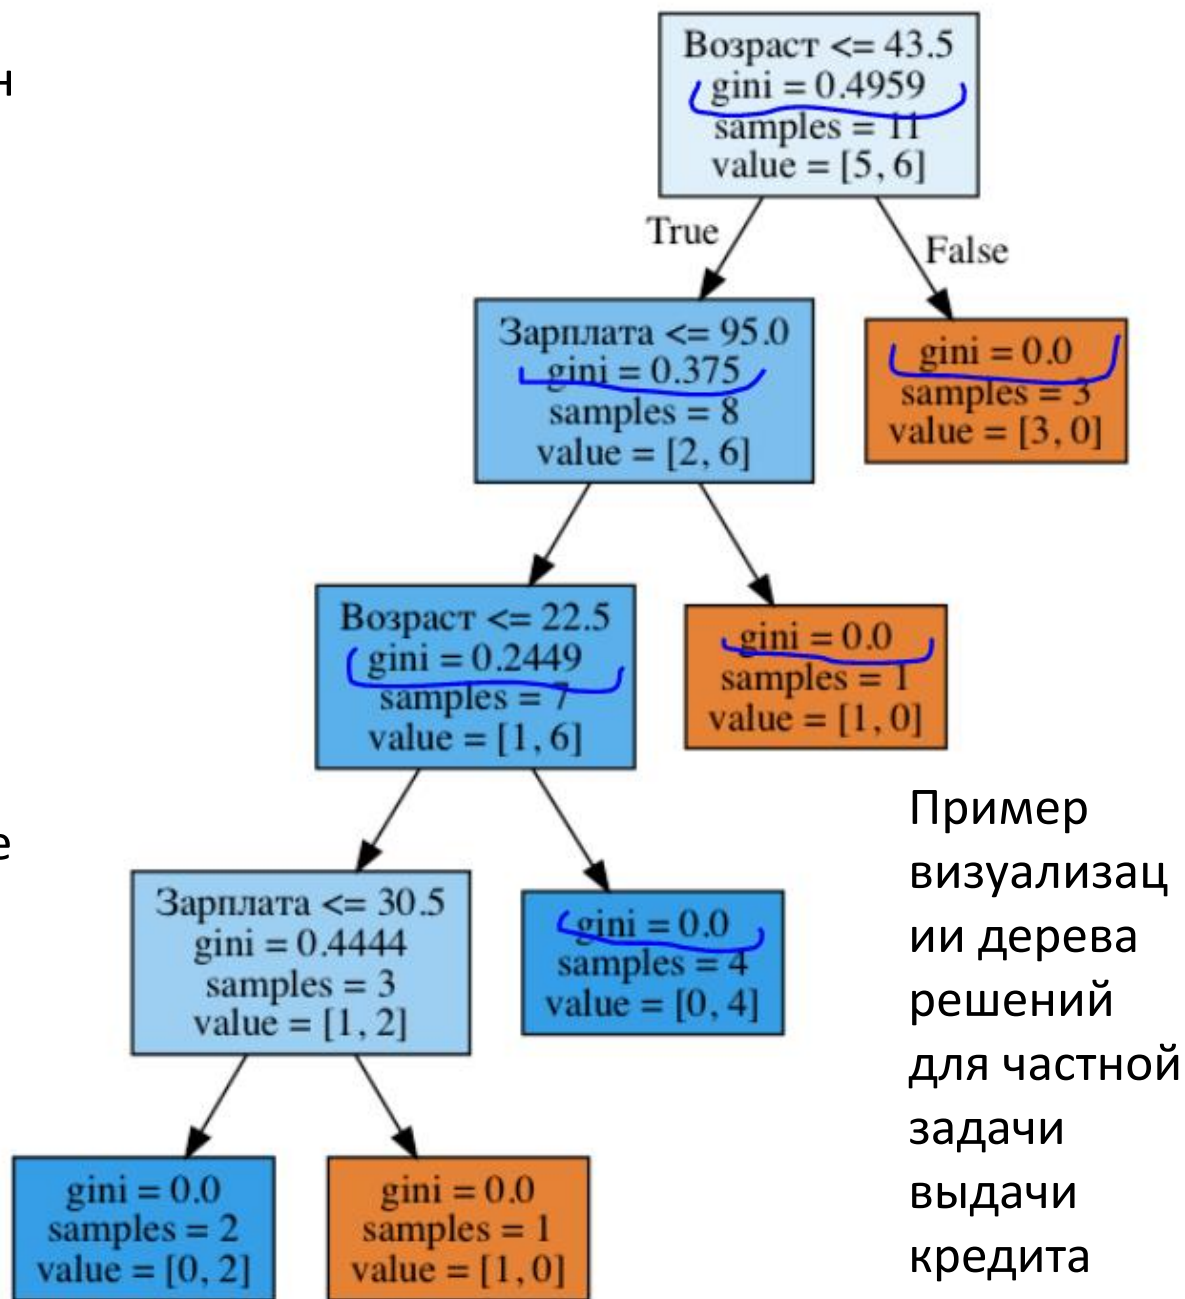 н
Возраст <= 43.5
gini = 0.4959
samples = 11
value = [5, 6]
True
False
Зарплата <= 95.0
gini = 0.375
samples = 8
value = [2, 6]
gini = 0.0
samples = 3
value = [3, 0]
Возраст <= 22.5
gini = 0.2449
samples = 7
value = [1, 6]
gini = 0.0
samples = 1
value = [1, 0]
е
Зарплата <= 30.5
gini = 0.4444
samples = 3
value = [1, 2]
gini = 0.0
samples = 4
value = [0, 4]
gini = 0.0
samples = 2
value = [0, 2]
gini = 0.0
samples = 1
value = [1, 0]
Пример
визуализац
ии дерева
решений
для частной
задачи
выдачи
кредита